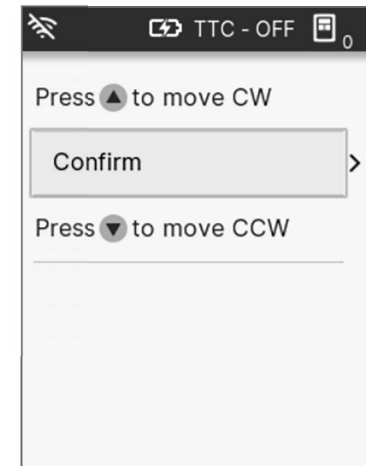 TTC - OFF 0
Press ▲ to move CW
Confirm
Press ▼ to move CCW